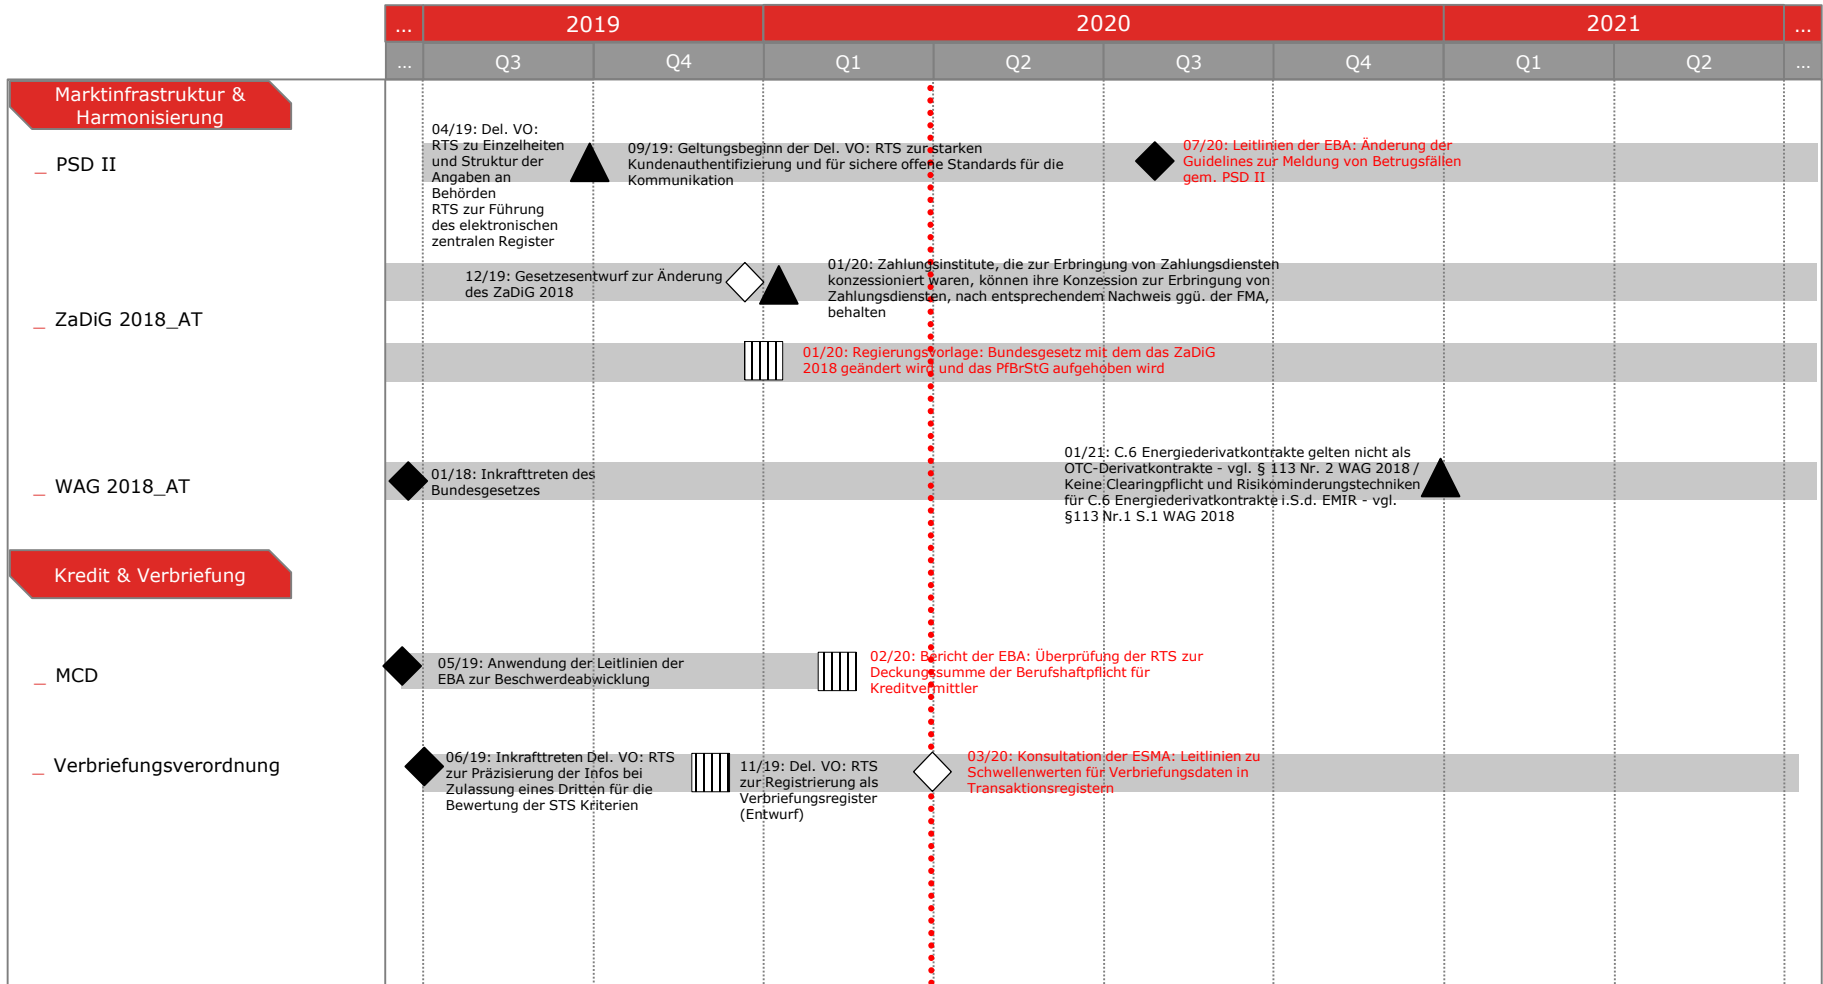 ... 2019 2020 2021 ...
... Q3 Q4 Q1 Q2 Q3 Q4 Q1 Q2 ...
Marktinfrastruktur &
Harmonisierung
_ PSD II
04/19: Del. VO:
RTS zu Einzelheiten
und Struktur der
Angaben an
Behörden
RTS zur Führung
des elektronischen
zentralen Register
09/19: Geltungsbeginn der Del. VO: RTS zur starken
Kundenauthentifizierung und für sichere offene Standards für die
Kommunikation
07/20: Leitlinien der EBA: Änderung der
Guidelines zur Meldung von Betrugsfällen
gem. PSD II
_ ZaDiG 2018_AT
12/19: Gesetzesentwurf zur Änderung
des ZaDiG 2018
01/20: Zahlungsinstitute, die zur Erbringung von Zahlungsdiensten
konzessioniert waren, können ihre Konzession zur Erbringung von
Zahlungsdiensten, nach entsprechendem Nachweis ggü. der FMA,
behalten
01/20: Regierungsvorlage: Bundesgesetz mit dem das ZaDiG
2018 geändert wird und das PfBrStG aufgehoben wird
_ WAG 2018_AT
01/18: Inkrafttreten des
Bundesgesetzes
01/21: C.6 Energiederivatkontrakte gelten nicht als
OTC-Derivatkontrakte - vgl. § 113 Nr. 2 WAG 2018 /
Keine Clearingpflicht und Risikominderungstechniken
für C.6 Energiederivatkontrakte i.S.d. EMIR - vgl.
§113 Nr.1 S.1 WAG 2018
Kredit & Verbriefung
_ MCD
05/19: Anwendung der Leitlinien der
EBA zur Beschwerdeabwicklung
02/20: Bericht der EBA: Überprüfung der RTS zur
Deckungssumme der Berufshaftpflicht für
Kreditvermittler
_ Verbriefungsverordnung
06/19: Inkrafttreten Del. VO: RTS
zur Präzisierung der Infos bei
Zulassung eines Dritten für die
Bewertung der STS Kriterien
11/19: Del. VO: RTS
zur Registrierung als
Verbriefungsregister
(Entwurf)
03/20: Konsultation der ESMA: Leitlinien zu
Schwellenwerten für Verbriefungsdaten in
Transaktionsregistern